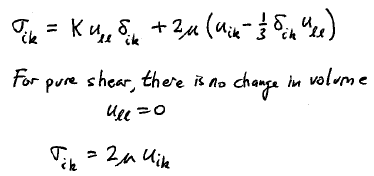 σ_ik = K u_ll δ_ik + 2μ (u_ik - 1/3 δ_ik u_ll)
For pure shear, there is no change in volume
u_ll = 0
σ_ik = 2μ u_ik